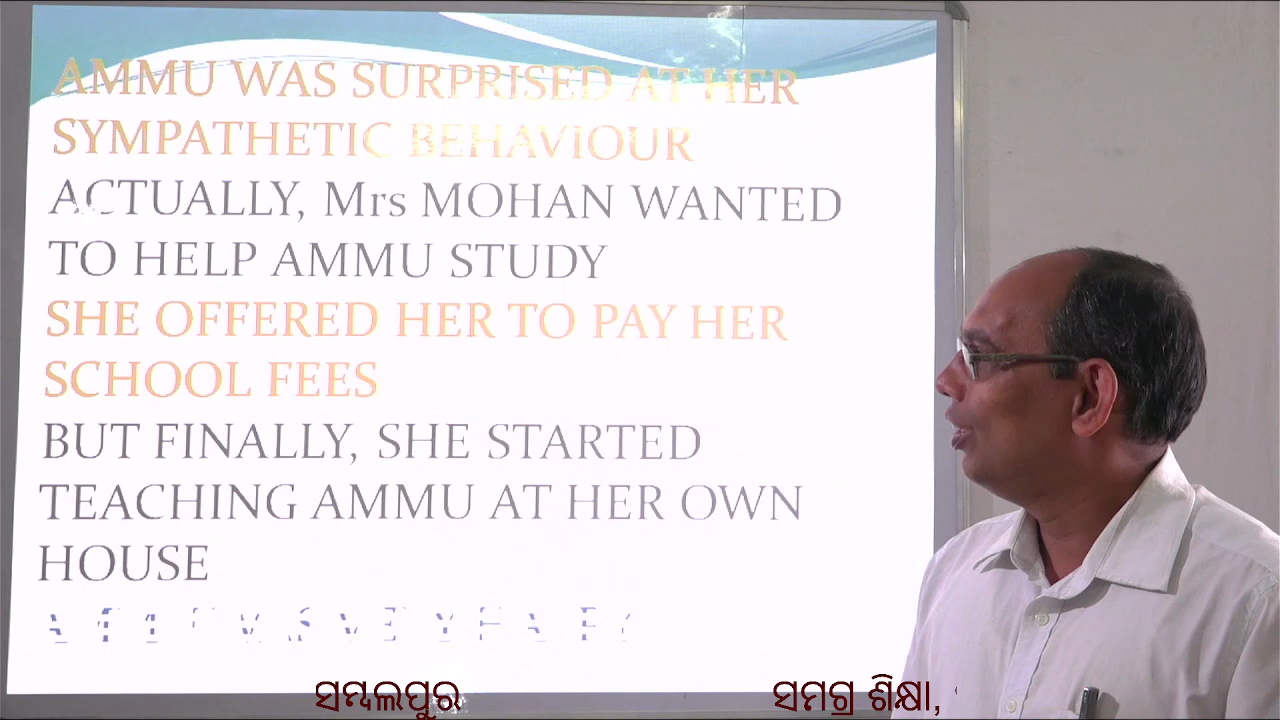 AMMU WAS SURPRISED AT HER
SYMPATHETIC BEHAVIOUR
ACTUALLY, Mrs MOHAN WANTED
TO HELP AMMU STUDY
SHE OFFERED HER TO PAY HER
SCHOOL FEES
BUT FINALLY, SHE STARTED
TEACHING AMMU AT HER OWN
HOUSE
ସମ୍ବଲପୁର ସମଗ୍ର ଶିକ୍ଷା,